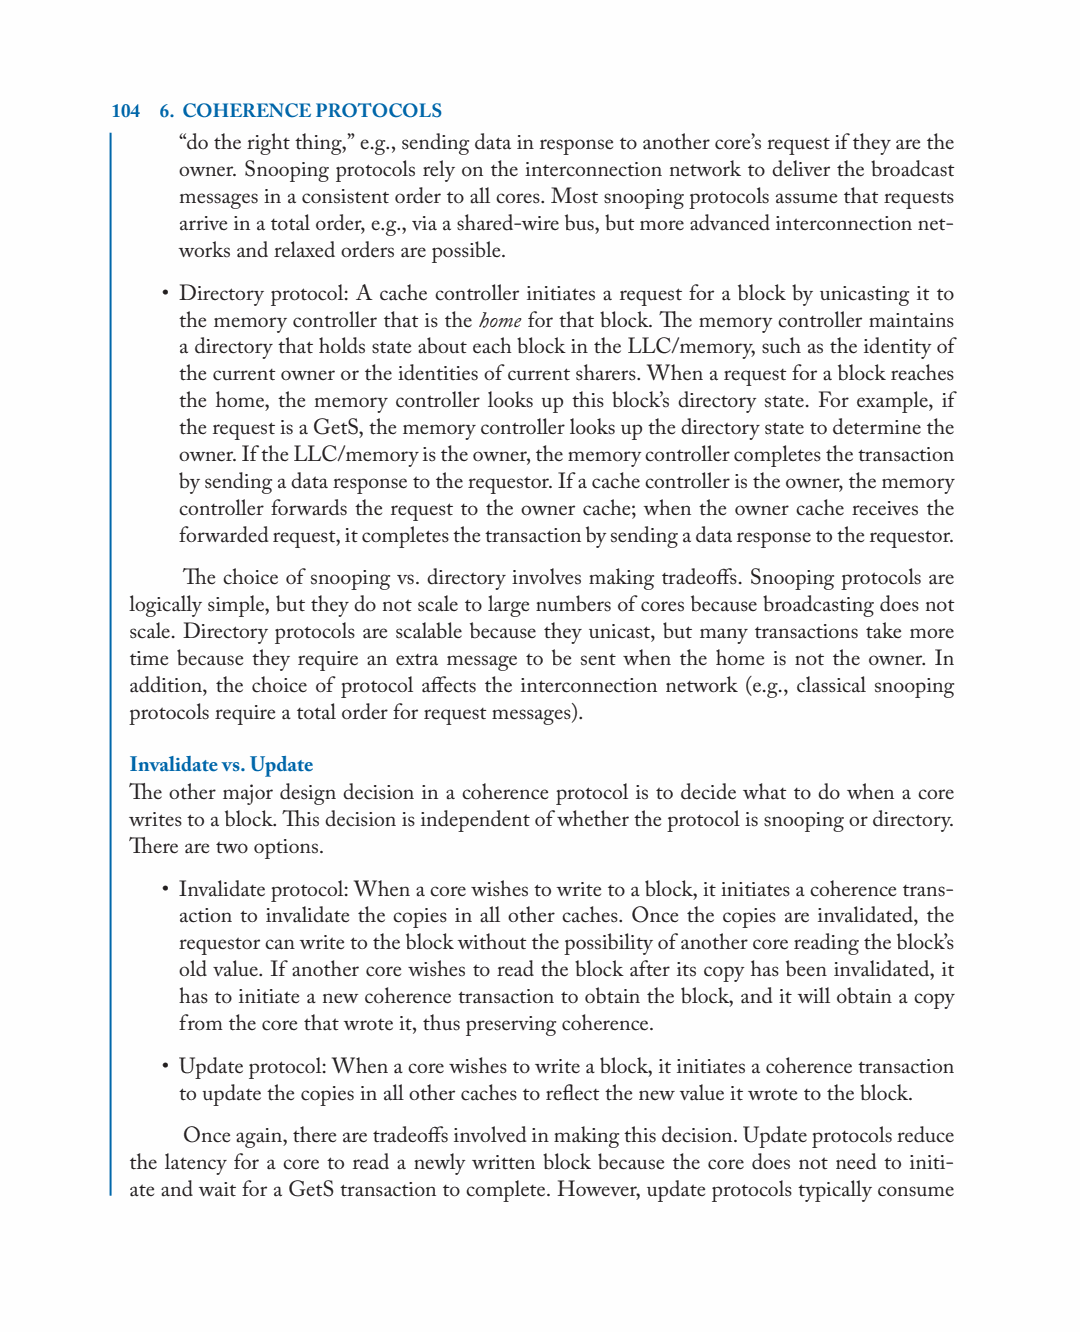 104 6. COHERENCE PROTOCOLS
“do the right thing,” e.g., sending data in response to another core’s request if they are the
owner. Snooping protocols rely on the interconnection network to deliver the broadcast
messages in a consistent order to all cores. Most snooping protocols assume that requests
arrive in a total order, e.g., via a shared-wire bus, but more advanced interconnection net-
works and relaxed orders are possible.
• Directory protocol: A cache controller initiates a request for a block by unicasting it to
the memory controller that is the home for that block. The memory controller maintains
a directory that holds state about each block in the LLC/memory, such as the identity of
the current owner or the identities of current sharers. When a request for a block reaches
the home, the memory controller looks up this block’s directory state. For example, if
the request is a GetS, the memory controller looks up the directory state to determine the
owner. If the LLC/memory is the owner, the memory controller completes the transaction
by sending a data response to the requestor. If a cache controller is the owner, the memory
controller forwards the request to the owner cache; when the owner cache receives the
forwarded request, it completes the transaction by sending a data response to the requestor.
The choice of snooping vs. directory involves making tradeoffs. Snooping protocols are
logically simple, but they do not scale to large numbers of cores because broadcasting does not
scale. Directory protocols are scalable because they unicast, but many transactions take more
time because they require an extra message to be sent when the home is not the owner. In
addition, the choice of protocol affects the interconnection network (e.g., classical snooping
protocols require a total order for request messages).
Invalidate vs. Update
The other major design decision in a coherence protocol is to decide what to do when a core
writes to a block. This decision is independent of whether the protocol is snooping or directory.
There are two options.
• Invalidate protocol: When a core wishes to write to a block, it initiates a coherence trans-
action to invalidate the copies in all other caches. Once the copies are invalidated, the
requestor can write to the block without the possibility of another core reading the block’s
old value. If another core wishes to read the block after its copy has been invalidated, it
has to initiate a new coherence transaction to obtain the block, and it will obtain a copy
from the core that wrote it, thus preserving coherence.
• Update protocol: When a core wishes to write a block, it initiates a coherence transaction
to update the copies in all other caches to reflect the new value it wrote to the block.
Once again, there are tradeoffs involved in making this decision. Update protocols reduce
the latency for a core to read a newly written block because the core does not need to initi-
ate and wait for a GetS transaction to complete. However, update protocols typically consume